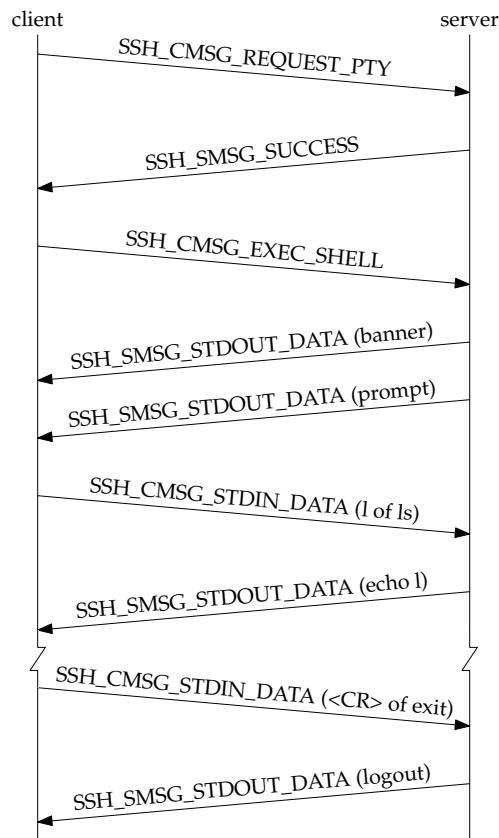 client
server
SSH_CMSG_REQUEST_PTY
SSH_SMSG_SUCCESS
SSH_CMSG_EXEC_SHELL
SSH_SMSG_STDOUT_DATA (banner)
SSH_SMSG_STDOUT_DATA (prompt)
SSH_CMSG_STDIN_DATA (l of ls)
SSH_SMSG_STDOUT_DATA (echo l)
SSH_CMSG_STDIN_DATA (<CR> of exit)
SSH_SMSG_STDOUT_DATA (logout)